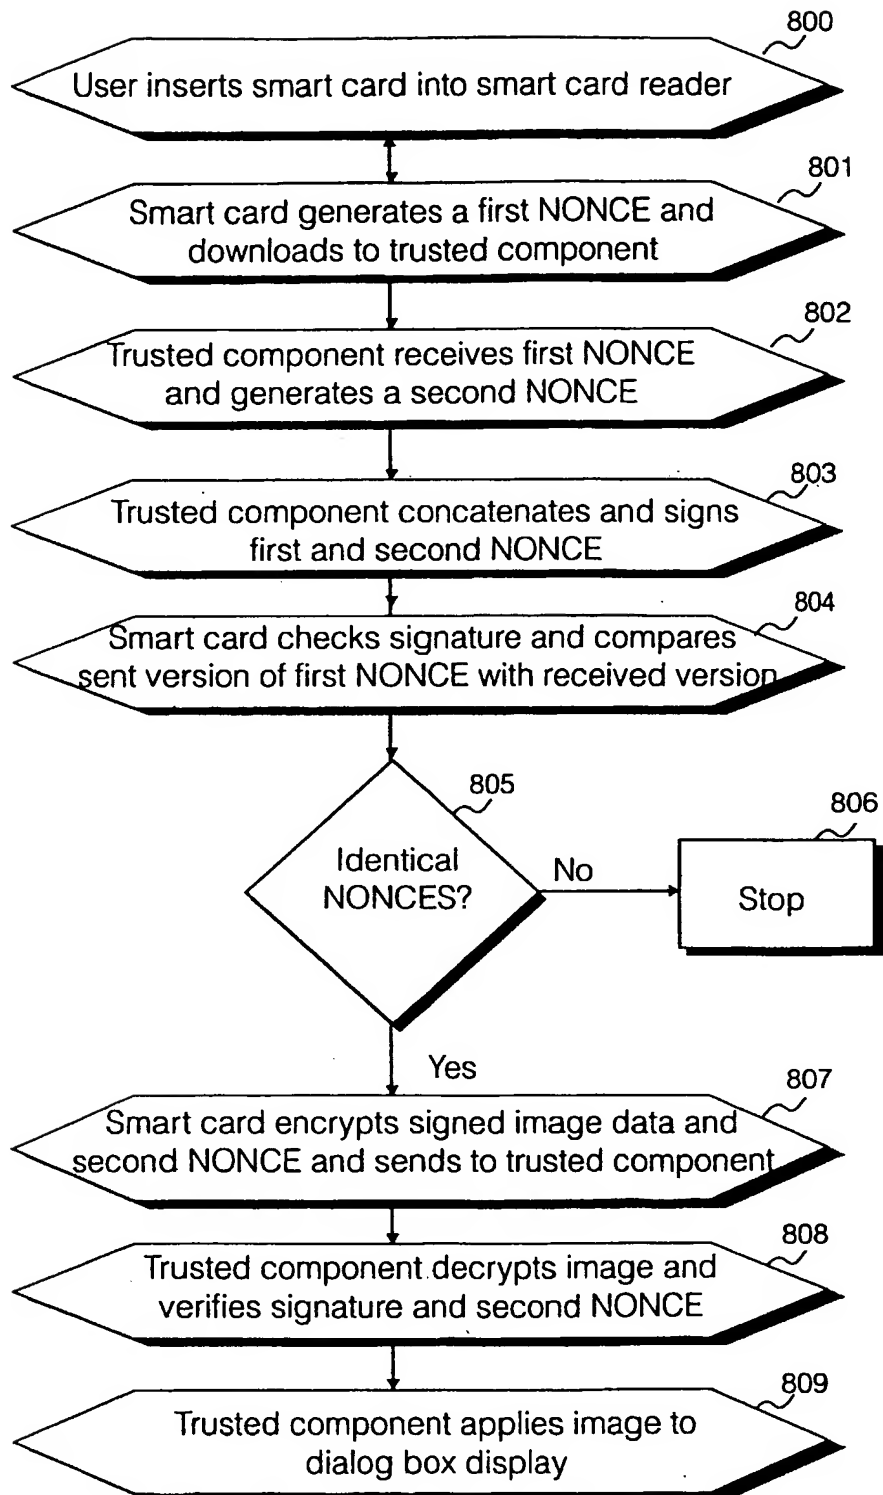 800
User inserts smart card into smart card reader
801
Smart card generates a first NONCE and
downloads to trusted component
802
Trusted component receives first NONCE
and generates a second NONCE
803
Trusted component concatenates and signs
first and second NONCE
804
Smart card checks signature and compares
sent version of first NONCE with received version
805
Identical
NONCES?
No
806
Stop
Yes
807
Smart card encrypts signed image data and
second NONCE and sends to trusted component
808
Trusted component decrypts image and
verifies signature and second NONCE
809
Trusted component applies image to
dialog box display